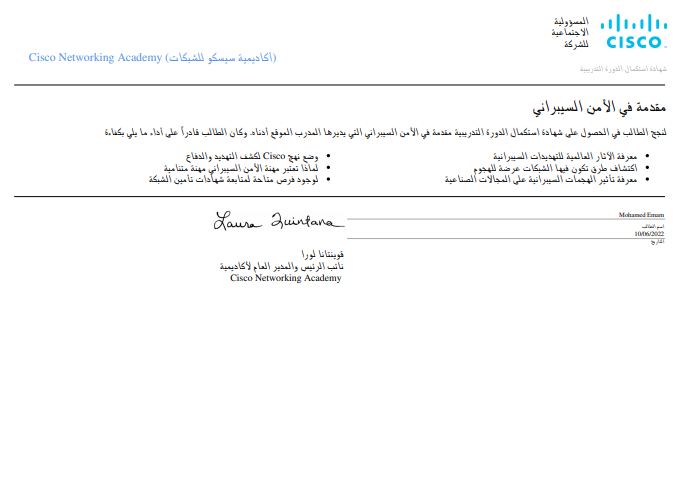 المسؤولية
الاجتماعية
للشركة
CISCO
Cisco Networking Academy (أكاديمية سيسكو للشبكات)
شهادة استكمال الدورة التدريبية
مقدمة في الأمن السيبراني
لنجح الطالب في الحصول على شهادة استكمال الدورة التدريبية مقدمة في الأمن السيبراني التي يديرها المدرب الموقع أدناه. وكان الطالب قادراً على أداء ما يلي بكفاءة
• معرفة الآثار العالمية للتهديدات السيبرانية
• اكتشاف طرق تكون فيها الشبكات عرضة للهجوم
• معرفة تأثير الهجمات السيبرانية على المجالات الصناعية
• وضع نهج Cisco لكشف التهديد والدفاع
• لماذا تعتبر مهنة الأمن السيبراني مهنة متنامية
• لوجود فرص متاحة لمتابعة شهادات تأمين الشبكة
Mohamed Emam
اسم الطالب
10/06/2022
التاريخ
Laura Quintana
قوينتانا لورا
نائب الرئيس والمدير العام لأكاديمية
Cisco Networking Academy